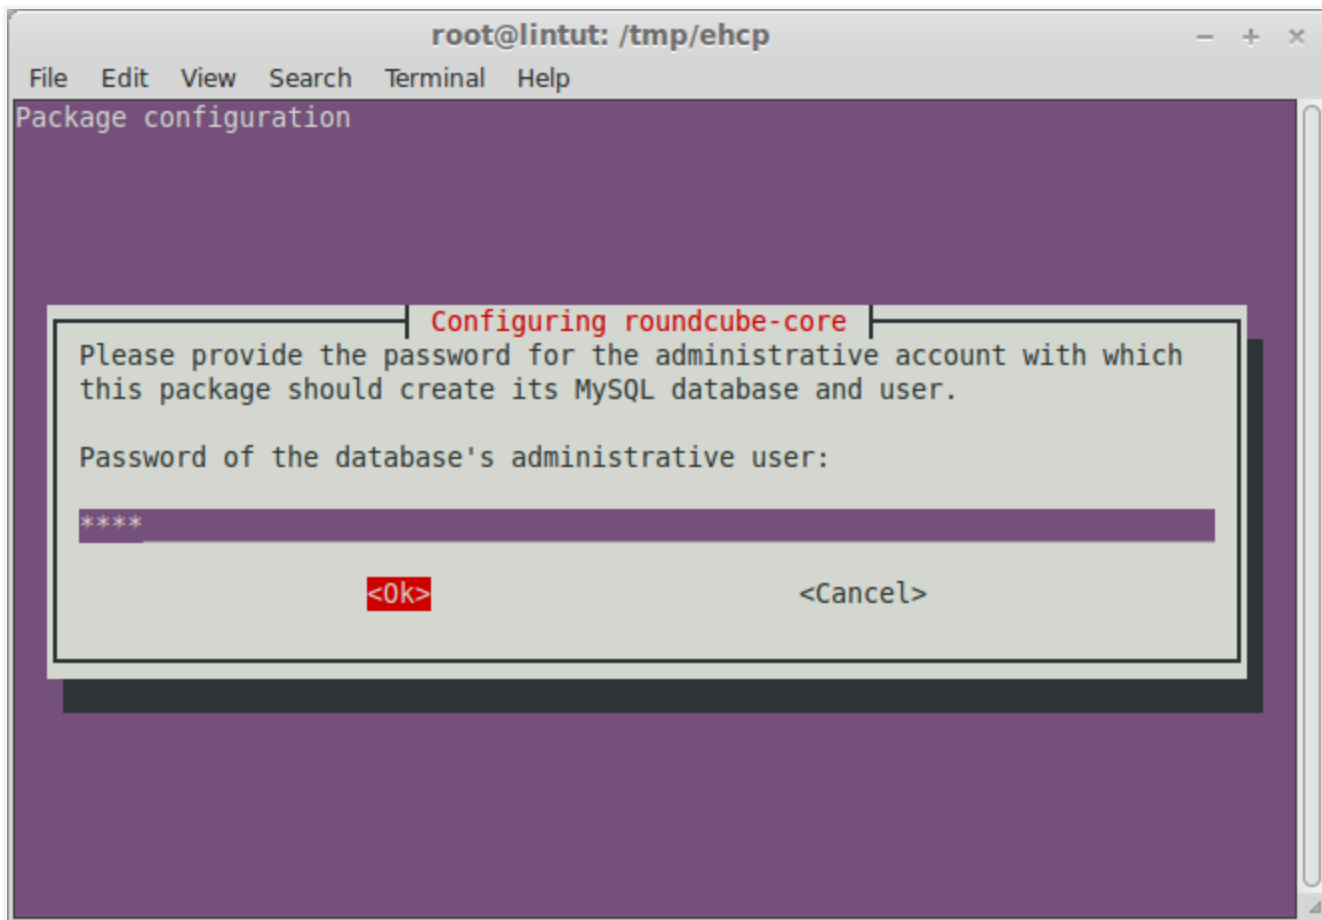 root@lintut: /tmp/ehcp
File Edit View Search Terminal Help
Package configuration
Configuring roundcube-core
Please provide the password for the administrative account with which
this package should create its MySQL database and user.
Password of the database's administrative user:
****
<Ok> <Cancel>